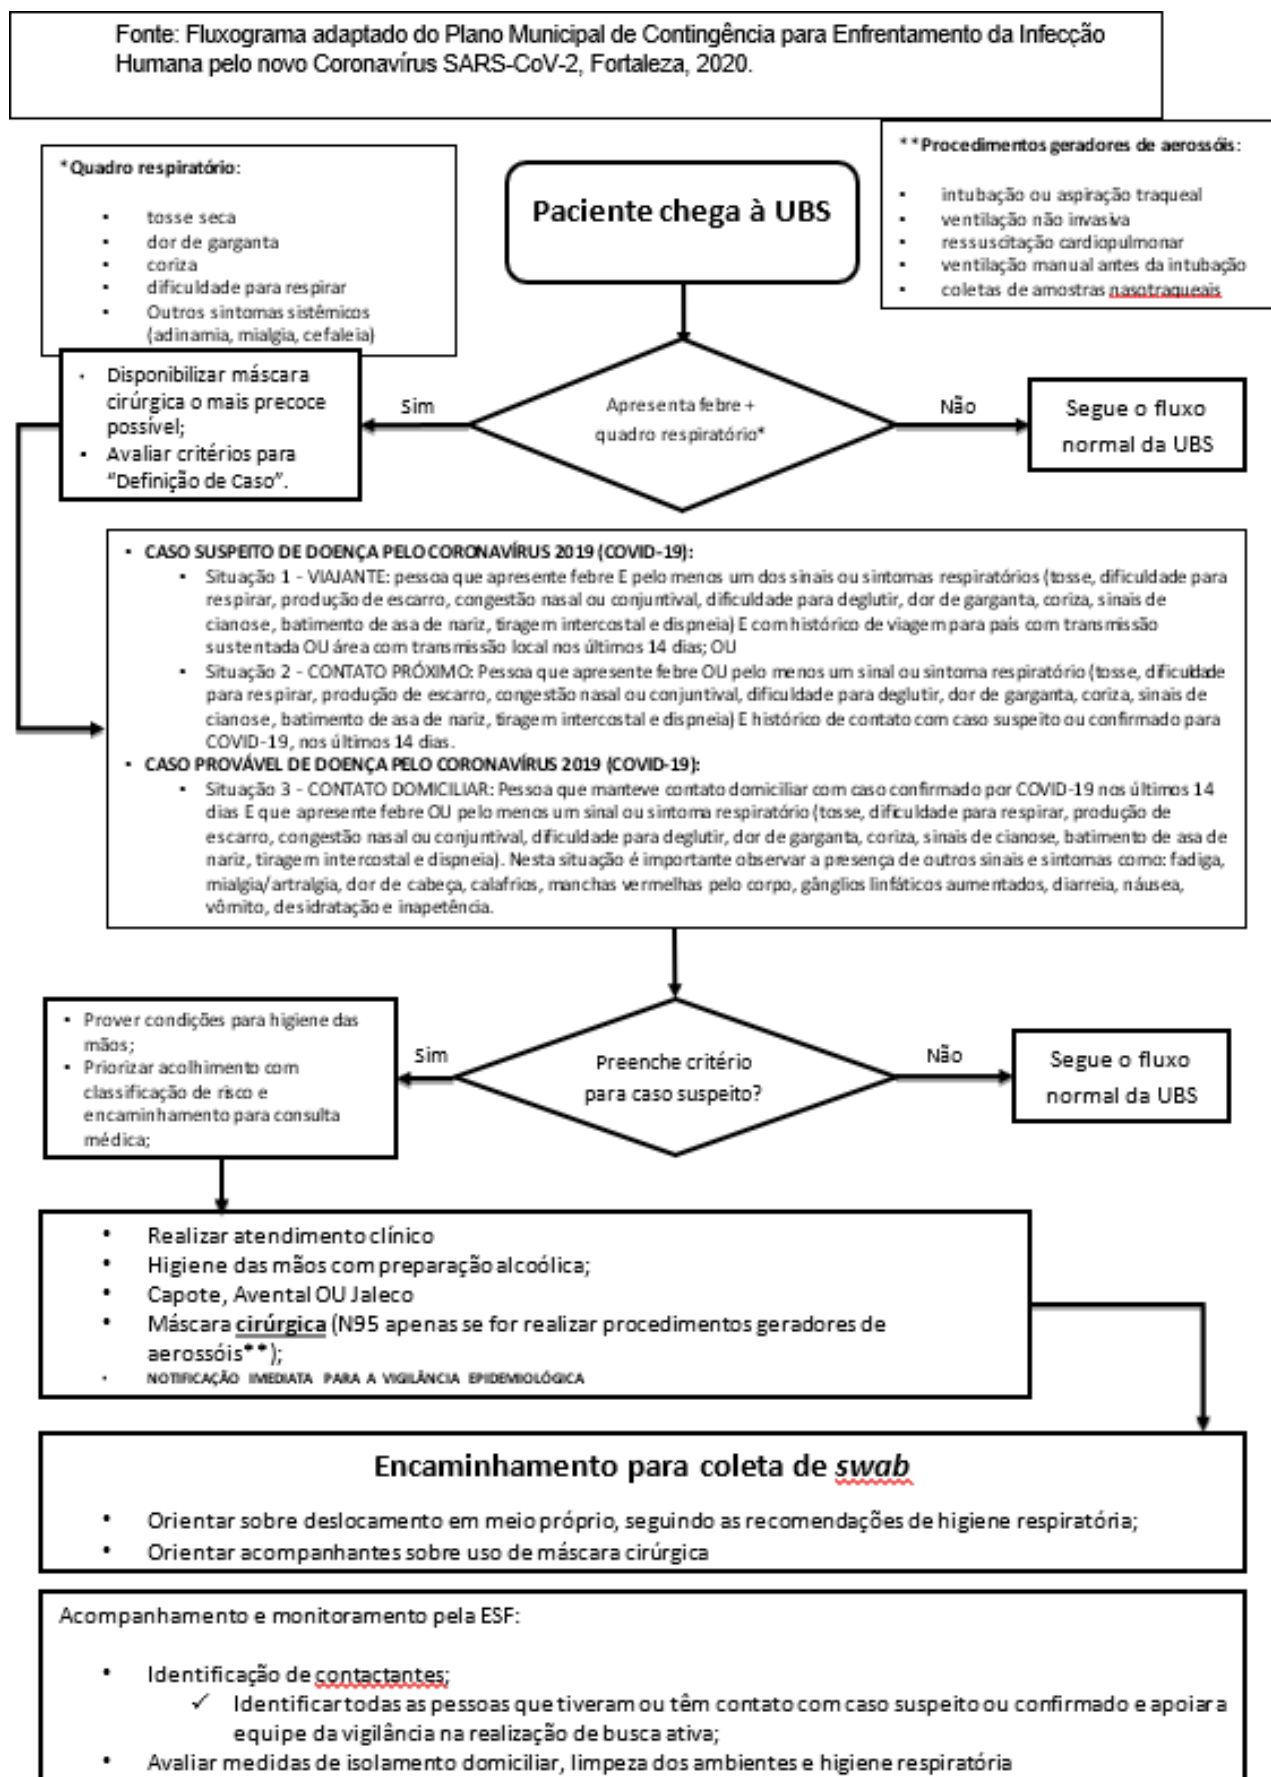 Fonte: Fluxograma adaptado do Plano Municipal de Contingência para Enfrentamento da Infecção
Humana pelo novo Coronavírus SARS-CoV-2, Fortaleza, 2020.
*Quadro respiratório:
▪ tosse seca
▪ dor de garganta
▪ coriza
▪ dificuldade para respirar
▪ Outros sintomas sistêmicos
(adinamia, mialgia, cefaleia)
Paciente chega à UBS
**Procedimentos geradores de aerossóis:
▪ intubação ou aspiração traqueal
▪ ventilação não invasiva
▪ ressuscitação cardiopulmonar
▪ ventilação manual antes da intubação
▪ coletas de amostras nasotraqueais
Apresenta febre +
quadro respiratório*
Sim
Não
• Disponibilizar máscara
cirúrgica o mais precoce
possível;
• Avaliar critérios para
“Definição de Caso”.
Segue o fluxo
normal da UBS
▪ CASO SUSPEITO DE DOENÇA PELO CORONAVÍRUS 2019 (COVID-19):
▪ Situação 1 - VIAJANTE: pessoa que apresente febre E pelo menos um dos sinais ou sintomas respiratórios (tosse, dificuldade para
respirar, produção de escarro, congestão nasal ou conjuntival, dificuldade para deglutir, dor de garganta, coriza, sinais de
cianose, batimento de asa de nariz, tiragem intercostal e dispneia) E com histórico de viagem para país com transmissão
sustentada OU área com transmissão local nos últimos 14 dias; OU
▪ Situação 2 - CONTATO PRÓXIMO: Pessoa que apresente febre OU pelo menos um sinal ou sintoma respiratório (tosse, dificuldade
para respirar, produção de escarro, congestão nasal ou conjuntival, dificuldade para deglutir, dor de garganta, coriza, sinais de
cianose, batimento de asa de nariz, tiragem intercostal e dispneia) E histórico de contato com caso suspeito ou confirmado para
COVID-19, nos últimos 14 dias.
▪ CASO PROVÁVEL DE DOENÇA PELO CORONAVÍRUS 2019 (COVID-19):
▪ Situação 3 - CONTATO DOMICILIAR: Pessoa que manteve contato domiciliar com caso confirmado por COVID-19 nos últimos 14
dias E que apresente febre OU pelo menos um sinal ou sintoma respiratório (tosse, dificuldade para respirar, produção de
escarro, congestão nasal ou conjuntival, dificuldade para deglutir, dor de garganta, coriza, sinais de cianose, batimento de asa de
nariz, tiragem intercostal e dispneia). Nesta situação é importante observar a presença de outros sinais e sintomas como: fadiga,
mialgia/artralgia, dor de cabeça, calafrios, manchas vermelhas pelo corpo, gânglios linfáticos aumentados, diarreia, náusea,
vômito, desidratação e inapetência.
Preenche critério
para caso suspeito?
Sim
Não
▪ Prover condições para higiene das
mãos;
▪ Priorizar acolhimento com
classificação de risco e
encaminhamento para consulta
médica;
Segue o fluxo
normal da UBS
• Realizar atendimento clínico
• Higiene das mãos com preparação alcoólica;
• Capote, Avental OU Jaleco
• Máscara cirúrgica (N95 apenas se for realizar procedimentos geradores de
aerossóis**);
• NOTIFICAÇÃO IMEDIATA PARA A VIGILÂNCIA EPIDEMIOLÓGICA
Encaminhamento para coleta de swab
• Orientar sobre deslocamento em meio próprio, seguindo as recomendações de higiene respiratória;
• Orientar acompanhantes sobre uso de máscara cirúrgica
Acompanhamento e monitoramento pela ESF:
• Identificação de contactantes;
✓ Identificar todas as pessoas que tiveram ou têm contato com caso suspeito ou confirmado e apoiar a
equipe da vigilância na realização de busca ativa;
• Avaliar medidas de isolamento domiciliar, limpeza dos ambientes e higiene respiratória